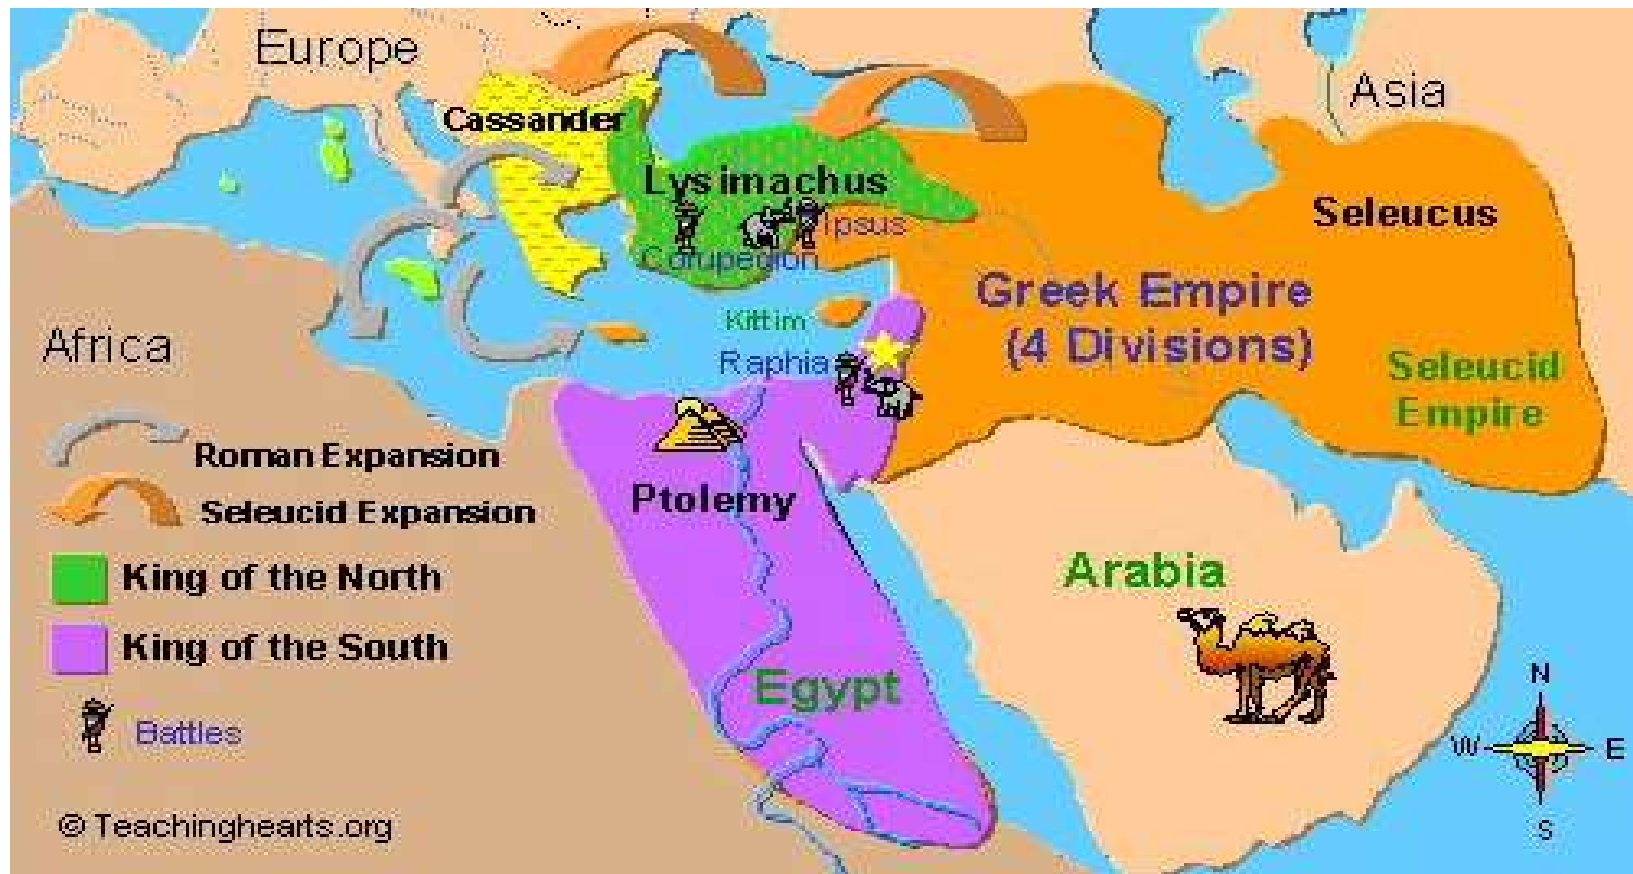 Europe
Asia
Cassander
Lysimachus
Seleucus
Ipsus
Corupedion
Greek Empire
(4 Divisions)
Kittim
Africa
Raphia
Seleucid
Empire
Roman Expansion
Ptolemy
Seleucid Expansion
King of the North
Arabia
King of the South
Egypt
N
Battles
W
E
S
© Teachinghearts.org